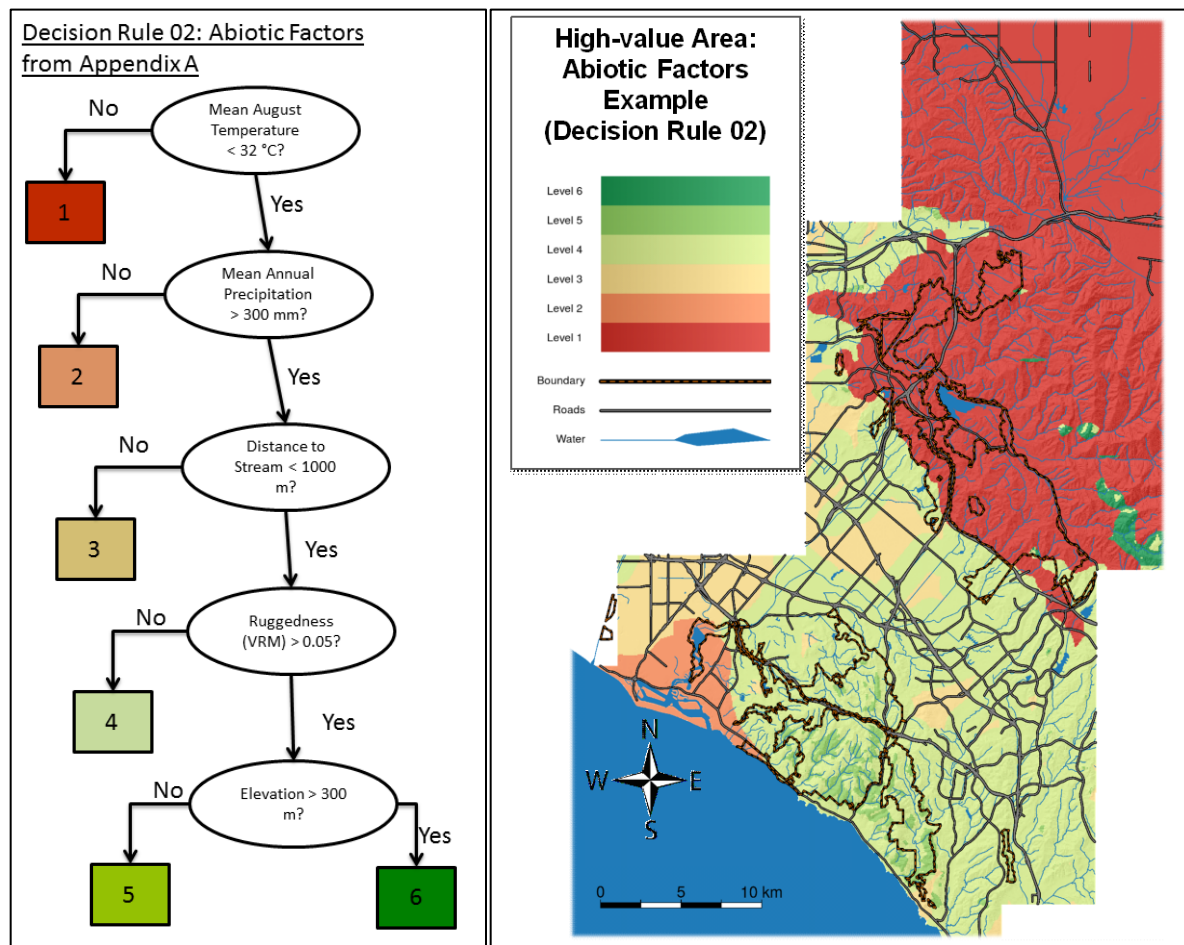 Decision Rule 02: Abiotic Factors
from Appendix A
No
Mean August
Temperature
< 32 °C?
1
Yes
No
Mean Annual
Precipitation
> 300 mm?
2
Yes
No
Distance to
Stream < 1000
m?
3
Yes
No
Ruggedness
(VRM) > 0.05?
4
Yes
No
Elevation > 300
m?
Yes
5
6
High-value Area:
Abiotic Factors
Example
(Decision Rule 02)
Level 6
Level 5
Level 4
Level 3
Level 2
Level 1
Boundary
Roads
Water
N
W E
S
0 5 10 km